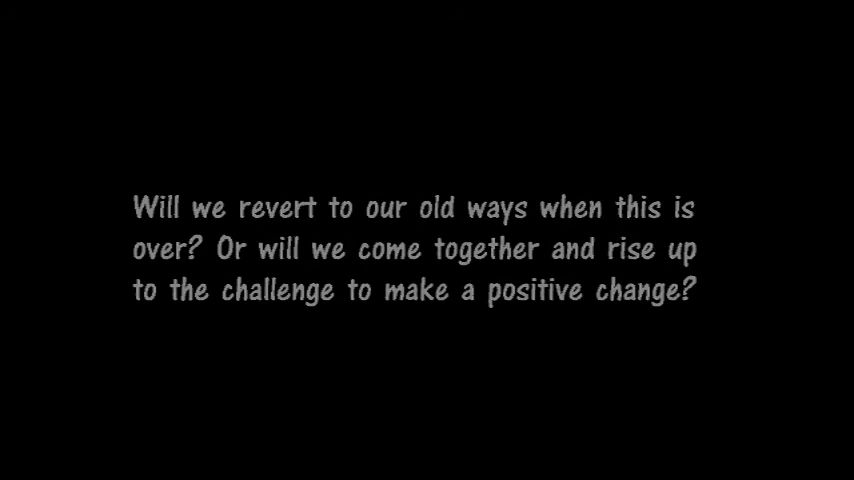 Will we revert to our old ways when this is
over? Or will we come together and rise up
to the challenge to make a positive change?